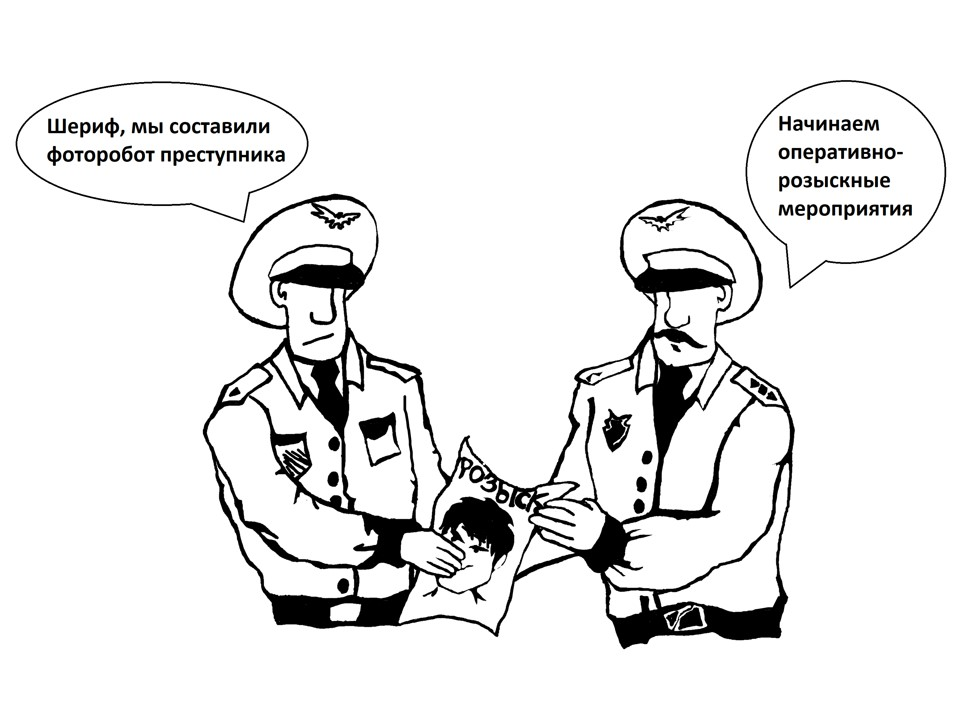 Шериф, мы составили
фоторобот преступника
Начинаем
оперативно-
розыскные
мероприятия
РОЗЫСК